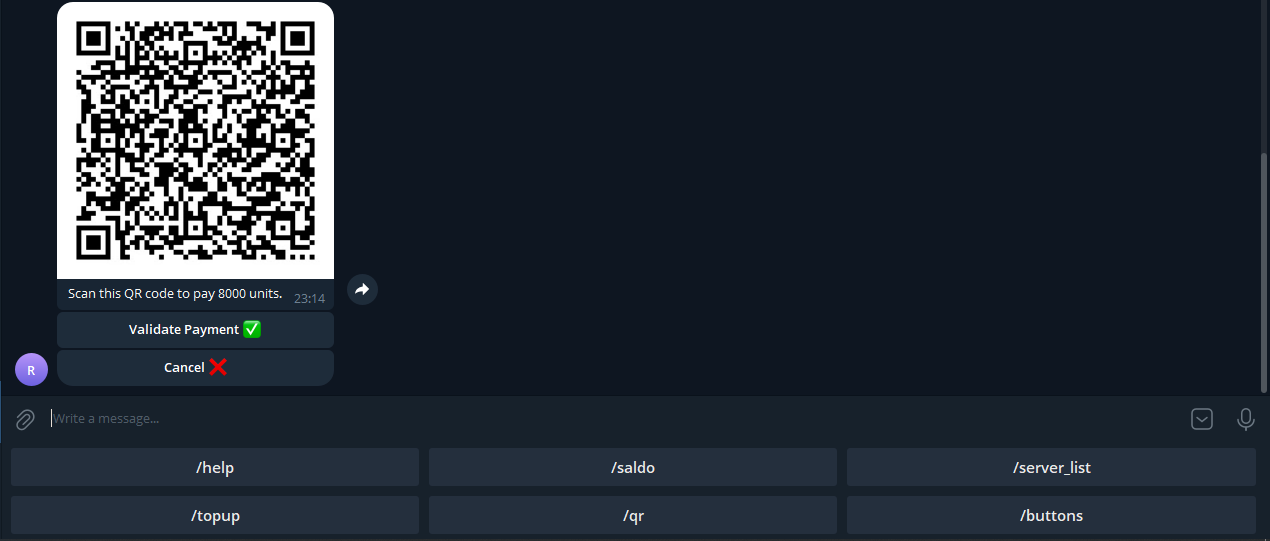 Scan this QR code to pay 8000 units.
23:14
Validate Payment ✅
Cancel ❌
R
Write a message...
/help
/saldo
/server_list
/topup
/qr
/buttons